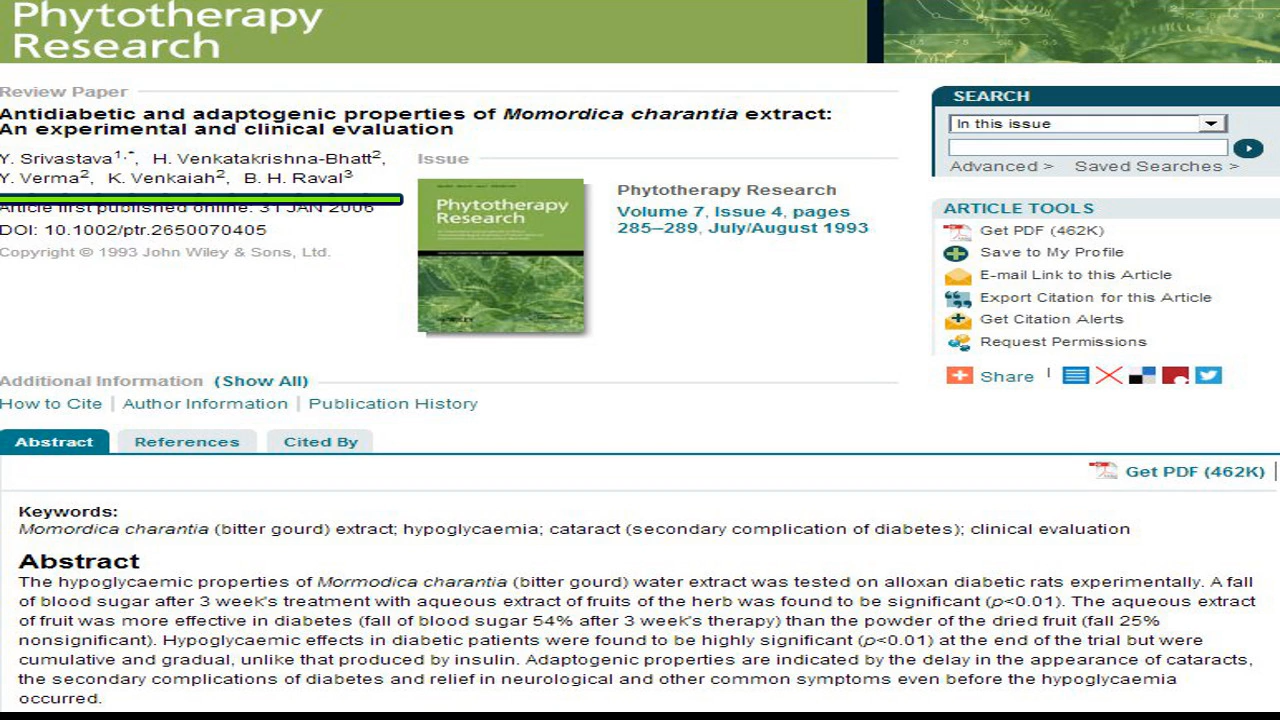 Phytotherapy
Research
Review Paper
Antidiabetic and adaptogenic properties of Momordica charantia extract:
An experimental and clinical evaluation
Y. Srivastava1,*, H. Venkatakrishna-Bhatt2,
Y. Verma2, K. Venkaiah2, B. H. Raval3
Article first published online: 31 JAN 2006
DOI: 10.1002/ptr.2650070405
Copyright © 1993 John Wiley & Sons, Ltd.
Issue
Phytotherapy
Research
WILEY
Phytotherapy Research
Volume 7, Issue 4, pages
285–289, July/August 1993
SEARCH
In this issue
Advanced > Saved Searches >
ARTICLE TOOLS
Get PDF (462K)
Save to My Profile
E-mail Link to this Article
Export Citation for this Article
Get Citation Alerts
Request Permissions
Share
Additional Information (Show All)
How to Cite | Author Information | Publication History
Abstract References Cited By
Get PDF (462K)
Keywords:
Momordica charantia (bitter gourd) extract; hypoglycaemia; cataract (secondary complication of diabetes); clinical evaluation
Abstract
The hypoglycaemic properties of Mormodica charantia (bitter gourd) water extract was tested on alloxan diabetic rats experimentally. A fall
of blood sugar after 3 week's treatment with aqueous extract of fruits of the herb was found to be significant (p<0.01). The aqueous extract
of fruit was more effective in diabetes (fall of blood sugar 54% after 3 week's therapy) than the powder of the dried fruit (fall 25%
nonsignificant). Hypoglycaemic effects in diabetic patients were found to be highly significant (p<0.01) at the end of the trial but were
cumulative and gradual, unlike that produced by insulin. Adaptogenic properties are indicated by the delay in the appearance of cataracts,
the secondary complications of diabetes and relief in neurological and other common symptoms even before the hypoglycaemia
occurred.